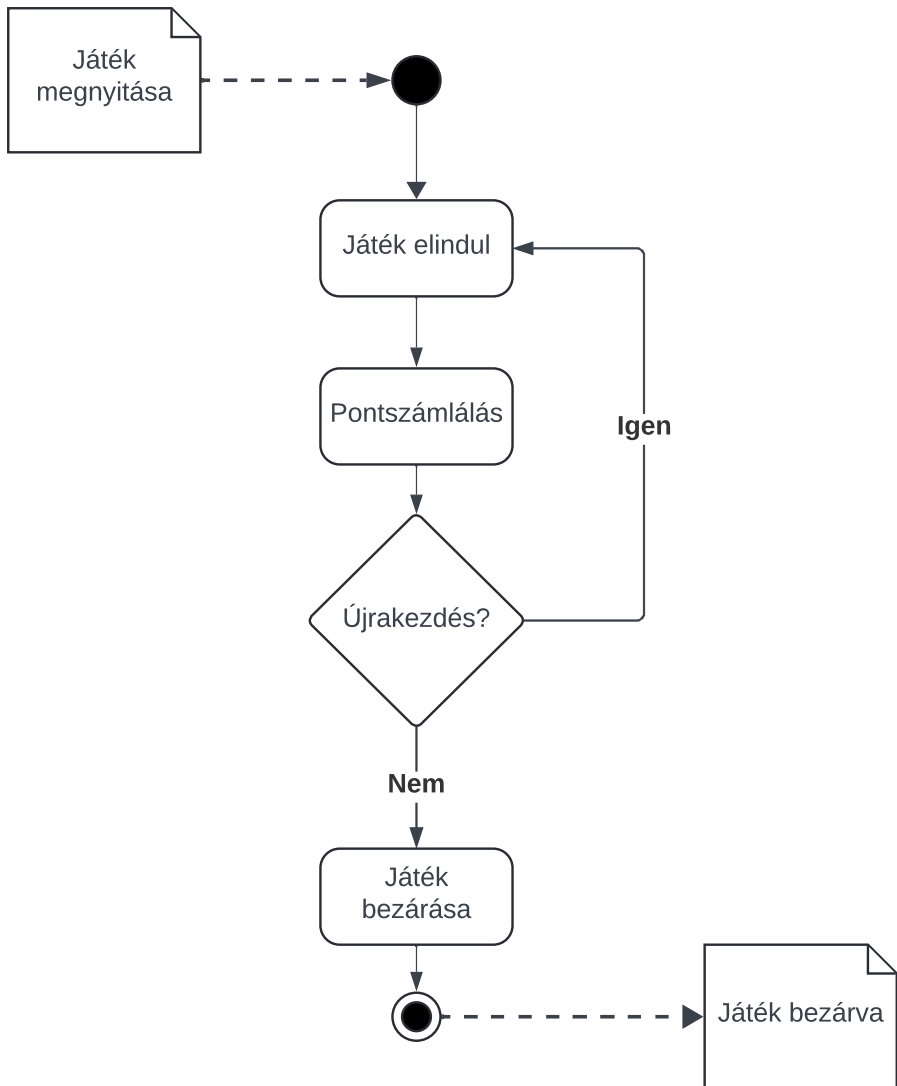 Játék
megnyitása
Játék elindul
Pontszámlálás
Igen
Újrakezdés?
Nem
Játék
bezárása
Játék bezárva